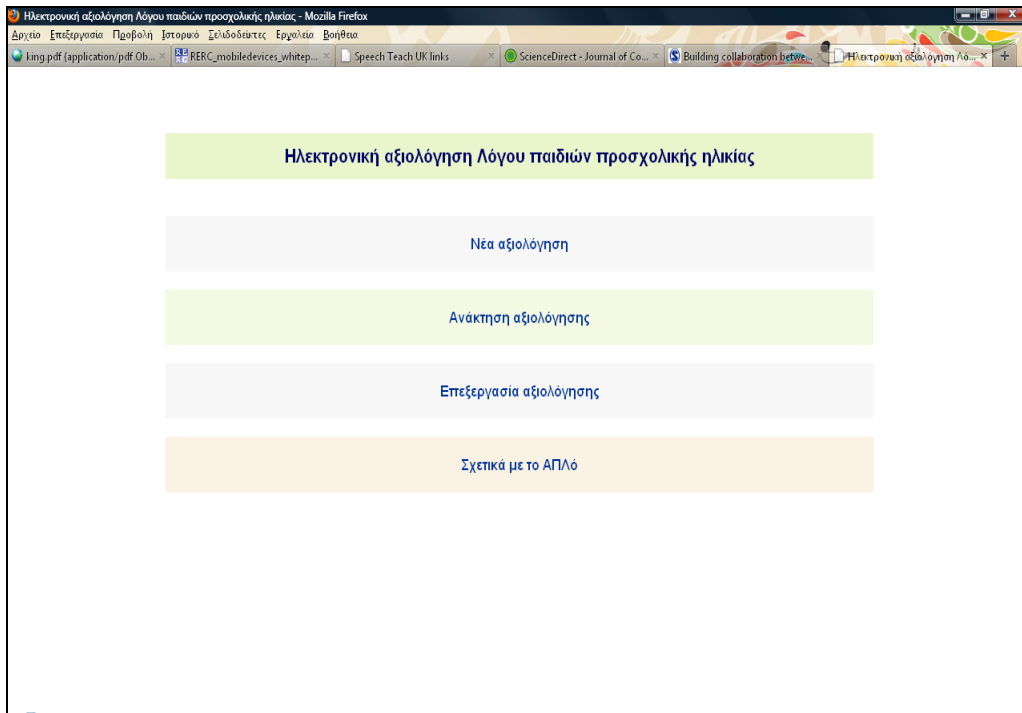 Ηλεκτρονική αξιολόγηση Λόγου παιδιών προσχολικής ηλικίας - Mozilla Firefox
Αρχείο Επεξεργασία Προβολή Ιστορικό Σελιδοδείκτες Εργαλεία Βοήθεια
king.pdf (application/pdf Ob... RERC_mobiledevices_whitep... Speech Teach UK links ScienceDirect - Journal of Co... Building collaboration betwe... Ηλεκτρονική αξιολόγηση Λό...
Ηλεκτρονική αξιολόγηση Λόγου παιδιών προσχολικής ηλικίας
Νέα αξιολόγηση
Ανάκτηση αξιολόγησης
Επεξεργασία αξιολόγησης
Σχετικά με το ΑΠΛό